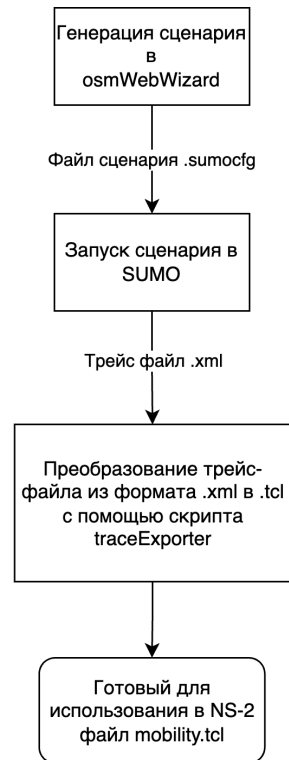 Генерация сценария
в
osmWebWizard
Файл сценария .sumocfg
Запуск сценария в
SUMO
Трейс файл .xml
Преобразование трейс-
файла из формата .xml в .tcl
с помощью скрипта
traceExporter
Готовый для
использования в NS-2
файл mobility.tcl